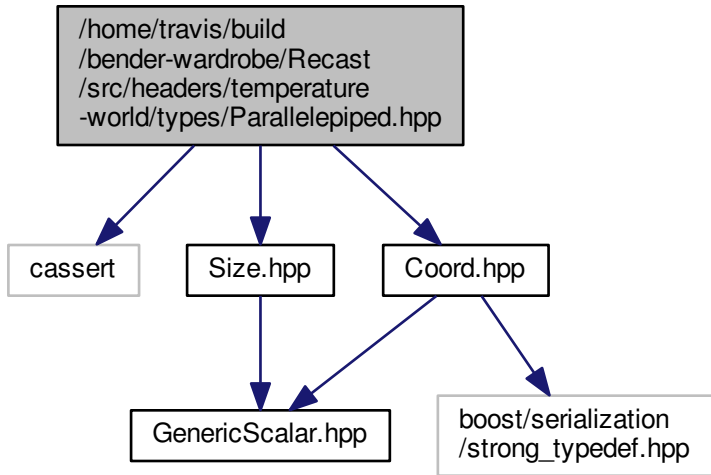 /home/travis/build
/bender-wardrobe/Recast
/src/headers/temperature
-world/types/Parallelepiped.hpp
cassert
Size.hpp
Coord.hpp
GenericScalar.hpp
boost/serialization
/strong_typedef.hpp